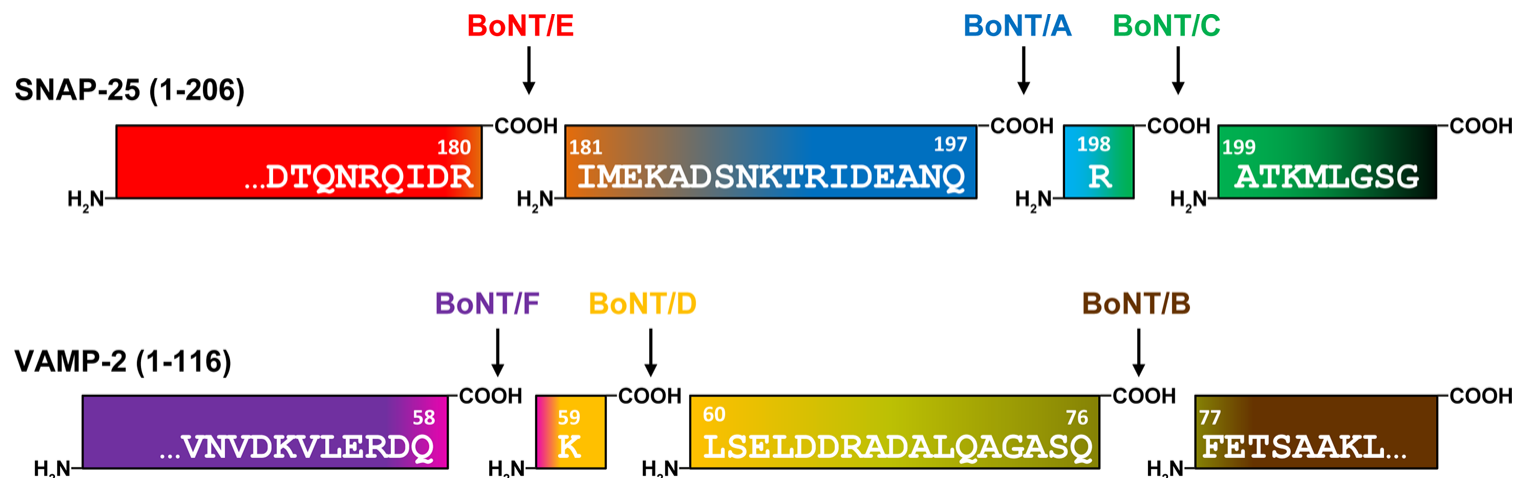 BoNT/E BoNT/A BoNT/C
SNAP-25 (1-206)
COOH COOH COOH COOH
180 181 197 198 199
...DTQNRQIDR IMEKADSNKTRIDEANQ R ATKMLGSG
H2N H2N H2N H2N
BoNT/F BoNT/D BoNT/B
VAMP-2 (1-116)
COOH COOH COOH COOH
58 59 60 76 77
...VNVDKVLERDQ K LSELDDRADALQAGASQ FETSAAKL...
H2N H2N H2N H2N